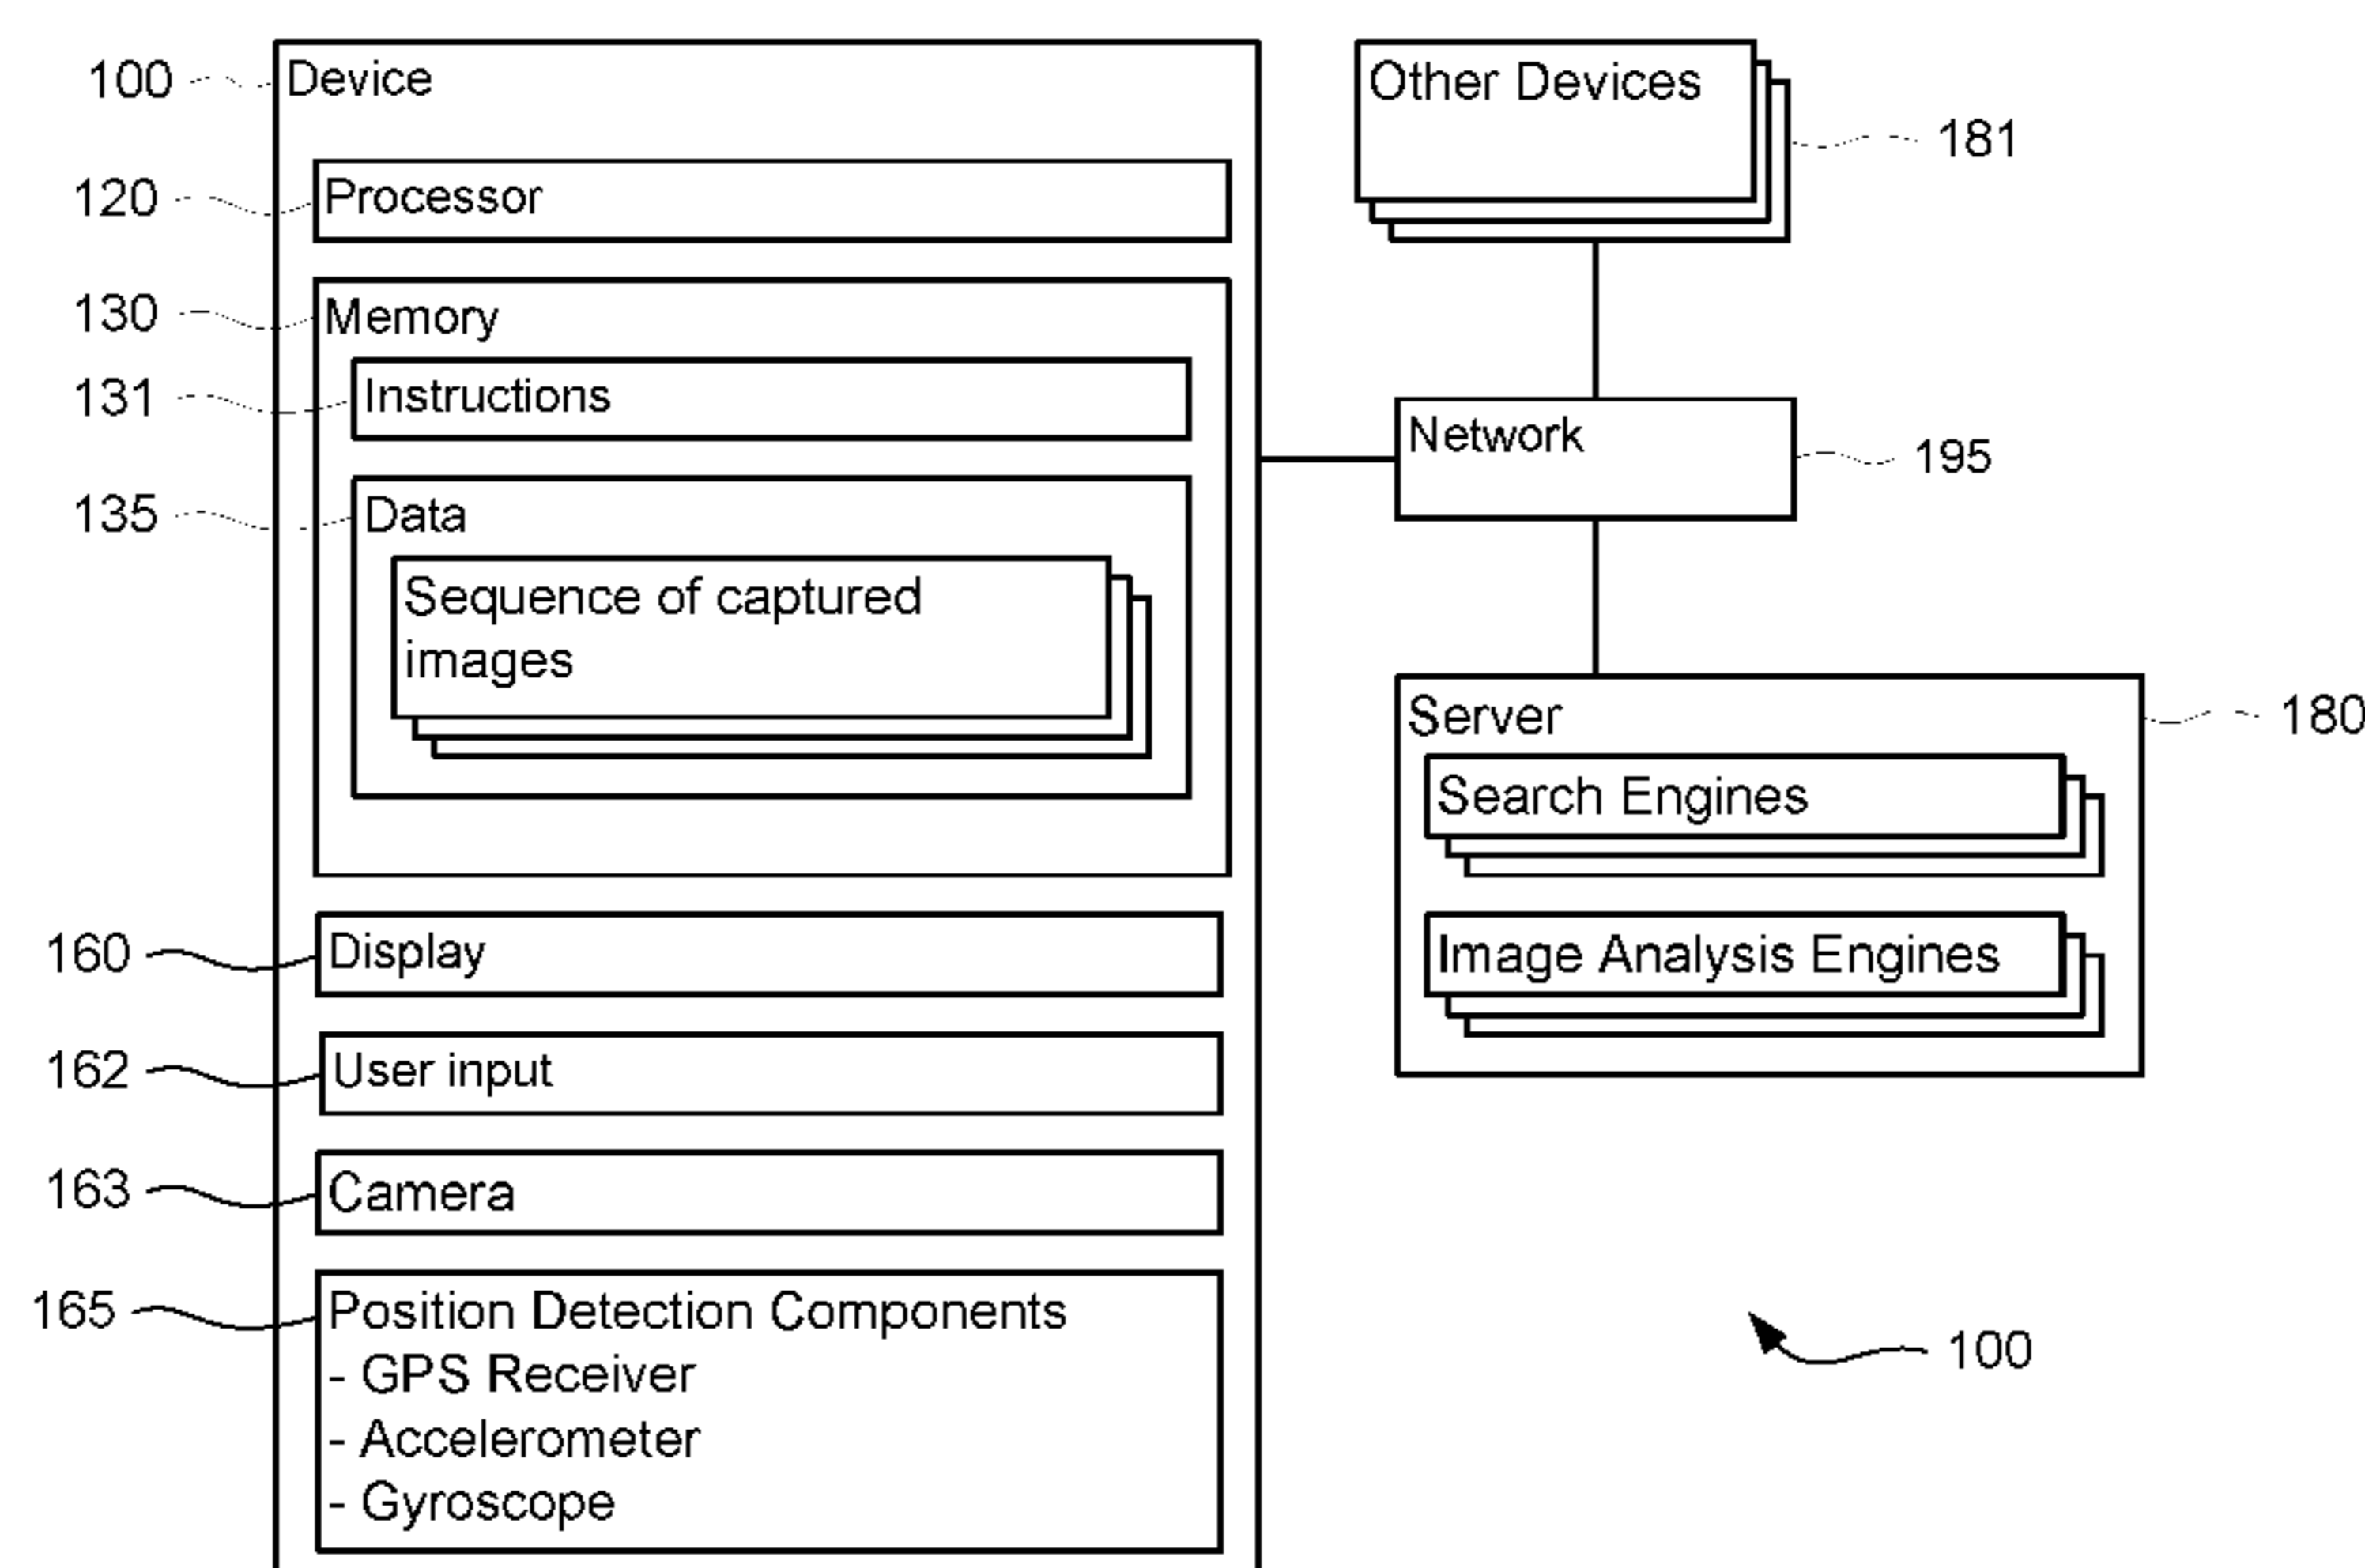 100 Device
120 Processor
130 Memory
131 Instructions
135 Data
Sequence of captured
images
160 Display
162 User input
163 Camera
165 Position Detection Components
- GPS Receiver
- Accelerometer
- Gyroscope
Other Devices 181
Network 195
Server 180
Search Engines
Image Analysis Engines
100